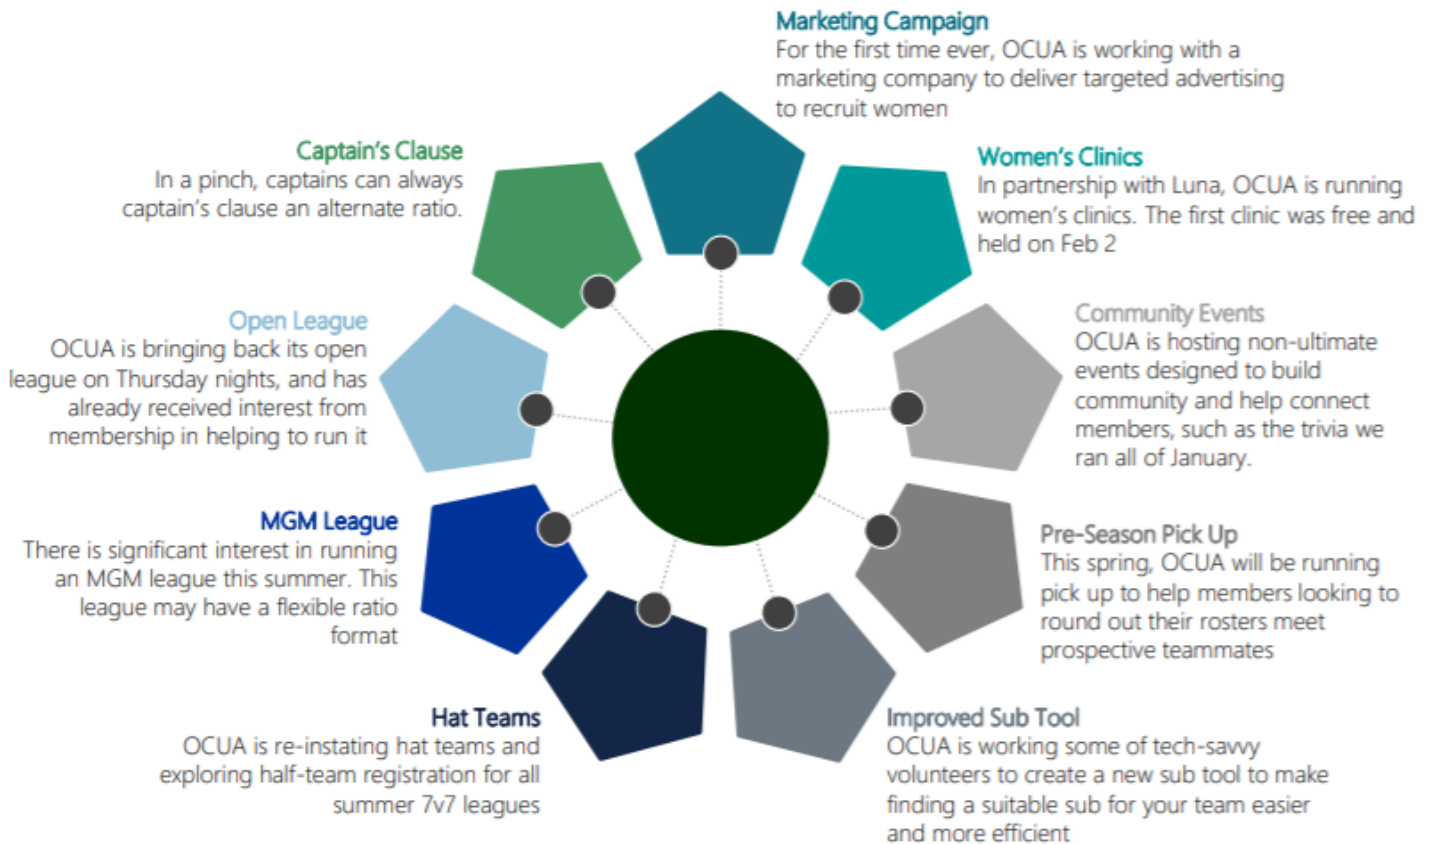 Marketing Campaign
For the first time ever, OCUA is working with a
marketing company to deliver targeted advertising
to recruit women
Women's Clinics
In partnership with Luna, OCUA is running
women's clinics. The first clinic was free and
held on Feb 2
Community Events
OCUA is hosting non-ultimate
events designed to build
community and help connect
members, such as the trivia we
ran all of January.
Pre-Season Pick Up
This spring, OCUA will be running
pick up to help members looking to
round out their rosters meet
prospective teammates
Improved Sub Tool
OCUA is working some of tech-savvy
volunteers to create a new sub tool to make
finding a suitable sub for your team easier
and more efficient
Hat Teams
OCUA is re-instating hat teams and
exploring half-team registration for all
summer 7v7 leagues
MGM League
There is significant interest in running
an MGM league this summer. This
league may have a flexible ratio
format
Open League
OCUA is bringing back its open
league on Thursday nights, and has
already received interest from
membership in helping to run it
Captain's Clause
In a pinch, captains can always
captain's clause an alternate ratio.